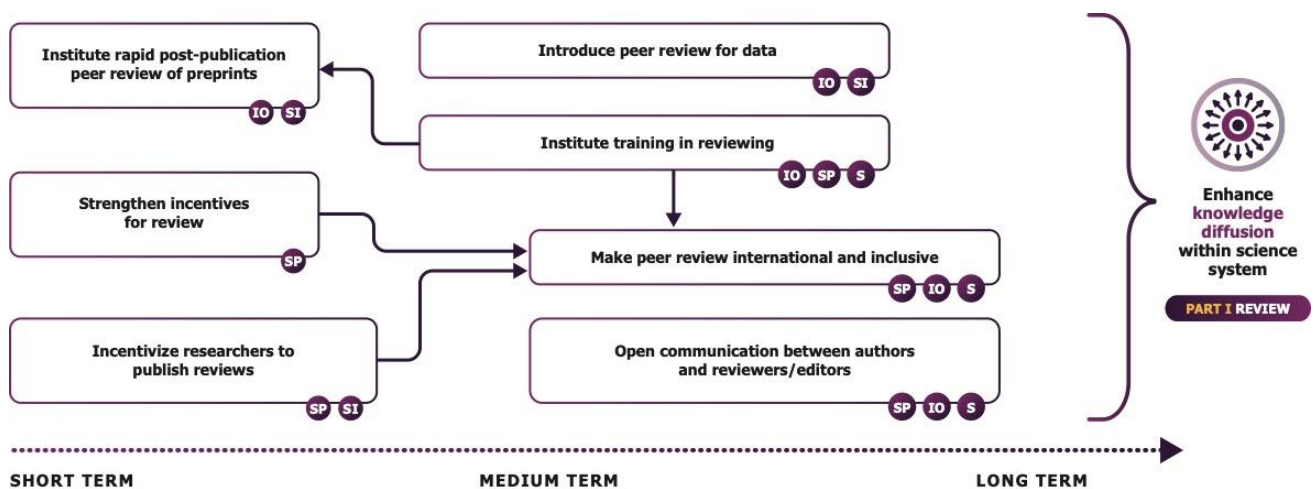 Institute rapid post-publication
peer review of preprints
IO SI
Introduce peer review for data
IO SI
Institute training in reviewing
IO SP S
Strengthen incentives
for review
SP
Make peer review international and inclusive
SP IO S
Incentivize researchers to
publish reviews
SP SI
Open communication between authors
and reviewers/editors
SP IO S
Enhance
knowledge
diffusion
within science
system
PART I REVIEW
SHORT TERM
MEDIUM TERM
LONG TERM